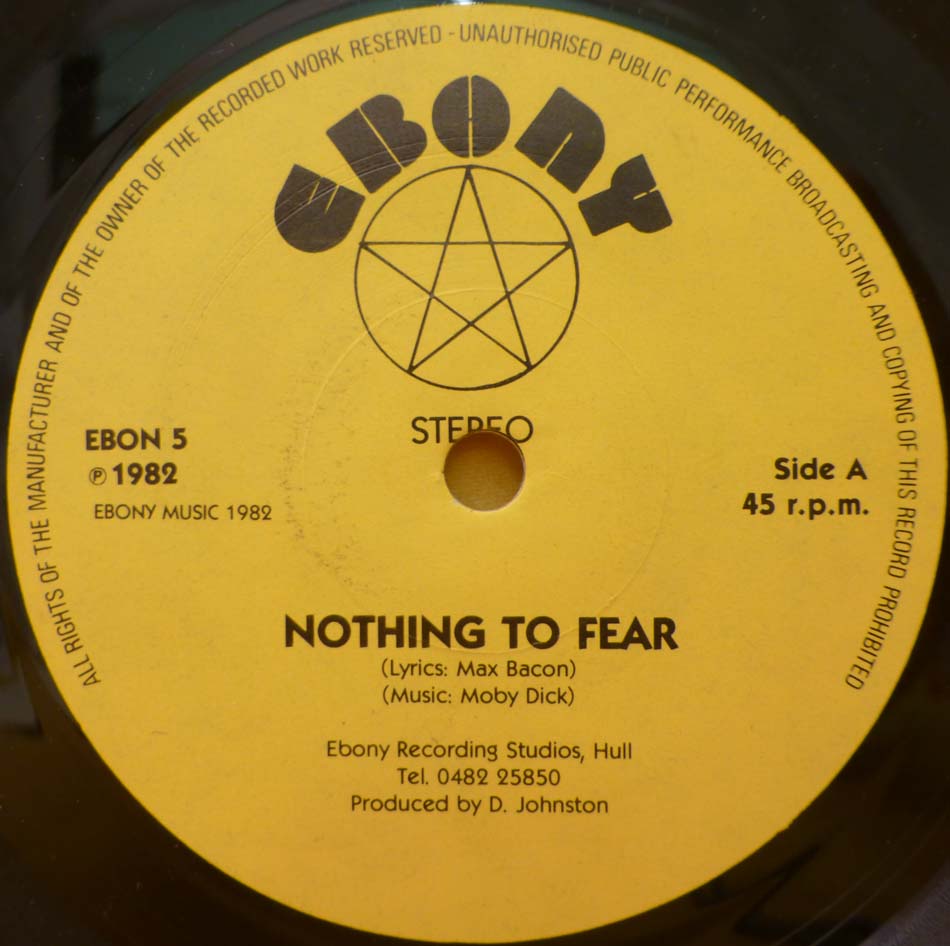 ALL RIGHTS OF THE MANUFACTURER AND OF THE OWNER OF THE RECORDED WORK RESERVED - UNAUTHORISED PUBLIC PERFORMANCE BROADCASTING AND COPYING OF THIS RECORD PROHIBITED
EBONY
STEREO
EBON 5
℗ 1982
EBONY MUSIC 1982
Side A
45 r.p.m.
NOTHING TO FEAR
(Lyrics: Max Bacon)
(Music: Moby Dick)
Ebony Recording Studios, Hull
Tel. 0482 25850
Produced by D. Johnston